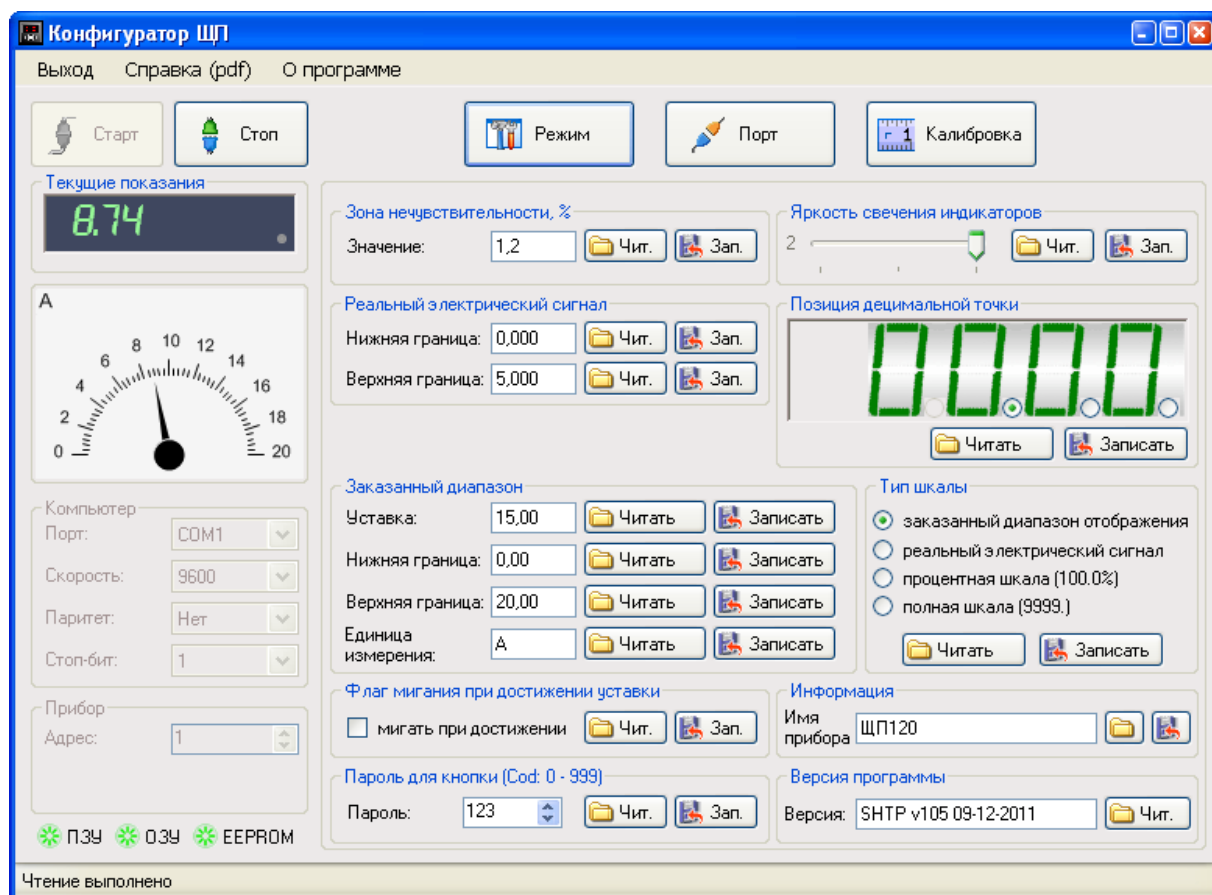 Конфигуратор ЩП
Выход Справка (pdf) О программе
Старт Стоп Режим Порт Калибровка
Текущие показания
8.74
A
0 2 4 6 8 10 12 14 16 18 20
Компьютер
Порт: COM1
Скорость: 9600
Паритет: Нет
Стоп-бит: 1
Прибор
Адрес: 1
ПЗУ ОЗУ EEPROM
Зона нечувствительности, %
Значение: 1,2 Чит. Зап.
Яркость свечения индикаторов
2 Чит. Зап.
Реальный электрический сигнал
Нижняя граница: 0,000 Чит. Зап.
Верхняя граница: 5,000 Чит. Зап.
Позиция децимальной точки
0000
Читать Записать
Заказанный диапазон
Уставка: 15,00 Читать Записать
Нижняя граница: 0,00 Читать Записать
Верхняя граница: 20,00 Читать Записать
Единица
измерения: A Читать Записать
Тип шкалы
заказанный диапазон отображения
реальный электрический сигнал
процентная шкала (100.0%)
полная шкала (9999.)
Читать Записать
Флаг мигания при достижении уставки
мигать при достижении Чит. Зап.
Информация
Имя
прибора ЩП120
Пароль для кнопки (Cod: 0 - 999)
Пароль: 123 Чит. Зап.
Версия программы
Версия: SHTP v105 09-12-2011 Чит.
Чтение выполнено